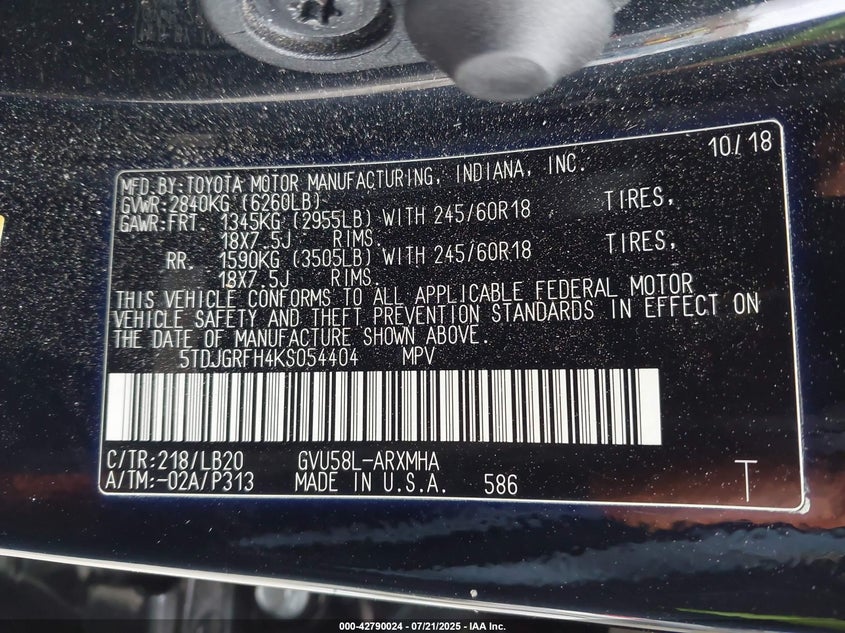 10/18
MFD.BY:TOYOTA MOTOR MANUFACTURING, INDIANA, INC.
GVWR:2840KG (6260LB)
GAWR:FRT. 1345KG (2955LB) WITH 245/60R18 TIRES,
18X7.5J RIMS.
RR. 1590KG (3505LB) WITH 245/60R18 TIRES,
18X7.5J RIMS.
THIS VEHICLE CONFORMS TO ALL APPLICABLE FEDERAL MOTOR
VEHICLE SAFETY AND THEFT PREVENTION STANDARDS IN EFFECT ON
THE DATE OF MANUFACTURE SHOWN ABOVE.
5TDJGRFH4KS054404 MPV
C/TR:218/LB20 GVU58L-ARXMHA
A/TM:-02A/P313 MADE IN U.S.A. 586 T
000-42790024 - 07/21/2025 - IAA Inc.